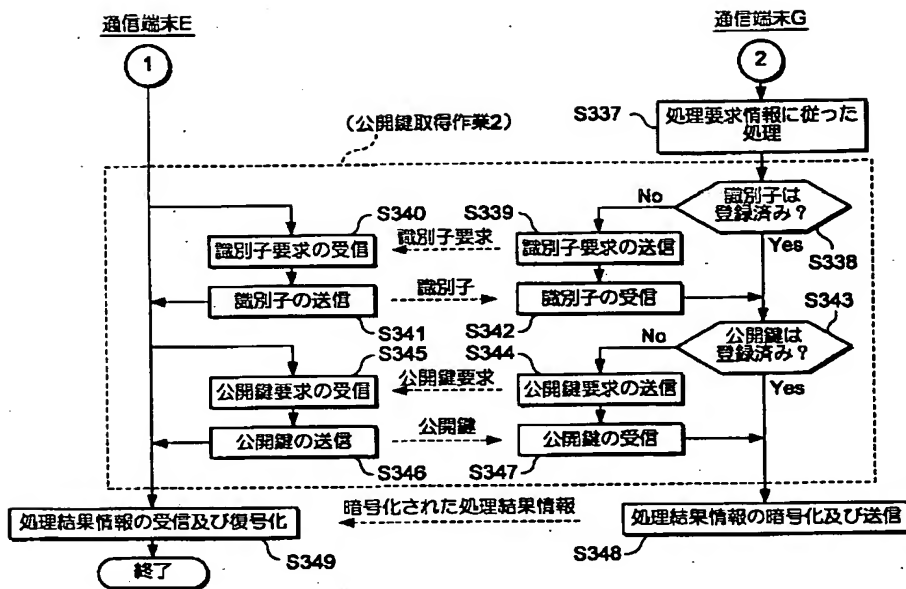 通信端末E
通信端末G
1
2
S337
処理要求情報に従った
処理
(公開鍵取得作業2)
識別子は
登録済み?
No
Yes
S338
S340
S339
識別子要求の受信
識別子要求
識別子要求の送信
識別子の送信
識別子
識別子の受信
S341
S342
S343
公開鍵は
登録済み?
No
Yes
S345
S344
公開鍵要求の受信
公開鍵要求
公開鍵要求の送信
公開鍵の送信
公開鍵
公開鍵の受信
S346
S347
暗号化された処理結果情報
処理結果情報の受信及び復号化
処理結果情報の暗号化及び送信
S349
S348
終了